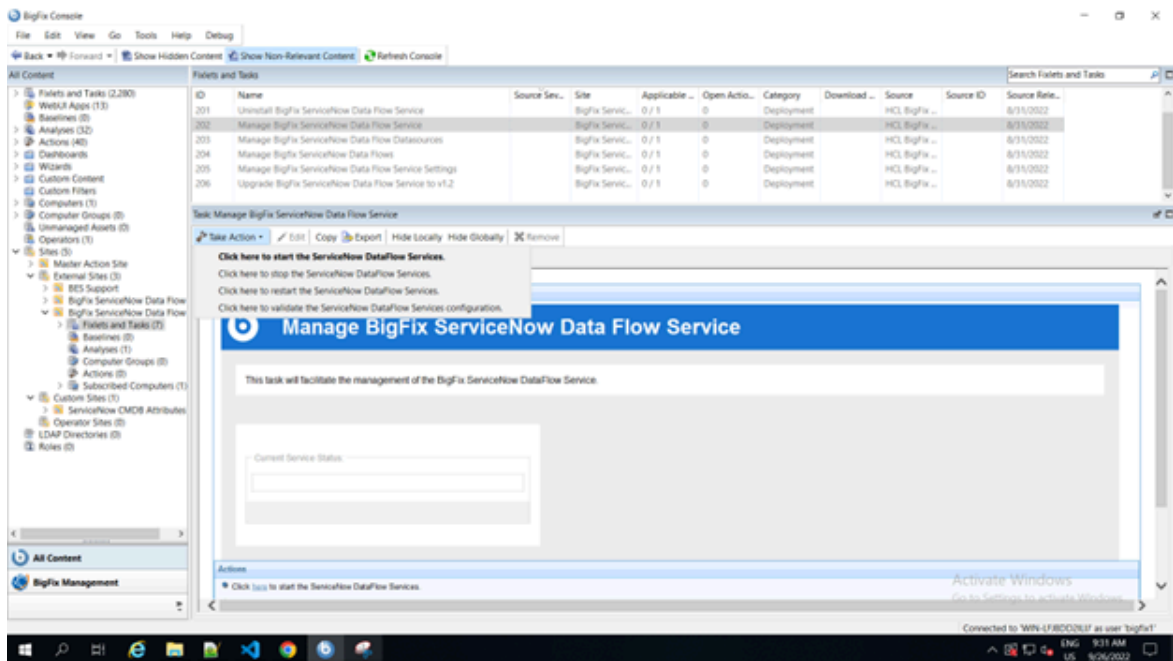 BigFix Console
File Edit View Go Tools Help Debug
Back Forward Show Hidden Content Show Non-Relevant Content Refresh Console
All Content
Fixlets and Tasks (2,280)
WebUI Apps (13)
Baselines (0)
Analyses (32)
Actions (40)
Dashboards
Wizards
Custom Content
Custom Filters
Computers (1)
Computer Groups (0)
Unmanaged Assets (0)
Operators (1)
Sites (5)
Master Action Site
External Sites (3)
BES Support
BigFix ServiceNow Data Flow
BigFix ServiceNow Data Flow
Fixlets and Tasks (7)
Baselines (0)
Analyses (1)
Computer Groups (0)
Actions (0)
Subscribed Computers (1)
Custom Sites (1)
ServiceNow CMDB Attributes
Operator Sites (0)
LDAP Directories (0)
Roles (0)
All Content
BigFix Management
Fixlets and Tasks Search Fixlets and Tasks
ID Name Source Sev... Site Applicable ... Open Actio... Category Download ... Source Source ID Source Rele...
201 Uninstall BigFix ServiceNow Data Flow Service BigFix Servic... 0 / 1 0 Deployment HCL BigFix ... 8/31/2022
202 Manage BigFix ServiceNow Data Flow Service BigFix Servic... 0 / 1 0 Deployment HCL BigFix ... 8/31/2022
203 Manage BigFix ServiceNow Data Flow Datasources BigFix Servic... 0 / 1 0 Deployment HCL BigFix ... 8/31/2022
204 Manage BigFix ServiceNow Data Flows BigFix Servic... 0 / 1 0 Deployment HCL BigFix ... 8/31/2022
205 Manage BigFix ServiceNow Data Flow Service Settings BigFix Servic... 0 / 1 0 Deployment HCL BigFix ... 8/31/2022
206 Upgrade BigFix ServiceNow Data Flow Service to v1.2 BigFix Servic... 0 / 1 0 Deployment HCL BigFix ... 8/31/2022
Task: Manage BigFix ServiceNow Data Flow Service
Take Action Edit Copy Export Hide Locally Hide Globally Remove
Click here to start the ServiceNow DataFlow Services.
Click here to stop the ServiceNow DataFlow Services.
Click here to restart the ServiceNow DataFlow Services.
Click here to validate the ServiceNow DataFlow Services configuration.
Manage BigFix ServiceNow Data Flow Service
This task will facilitate the management of the BigFix ServiceNow DataFlow Service.
Current Service Status
Actions
Click here to start the ServiceNow DataFlow Services.
Activate Windows
Go to Settings to activate Windows.
ENG 9:31 AM
US 9/26/2022